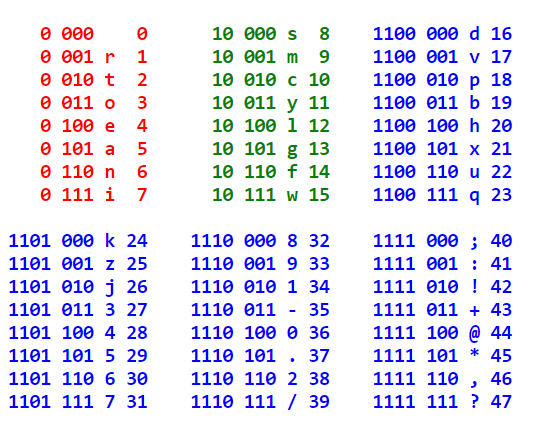 0 000   0   10 000 s 8   1100 000 d 16
0 001 r 1   10 001 m 9   1100 001 v 17
0 010 t 2   10 010 c 10   1100 010 p 18
0 011 o 3   10 011 y 11   1100 011 b 19
0 100 e 4   10 100 l 12   1100 100 h 20
0 101 a 5   10 101 g 13   1100 101 x 21
0 110 n 6   10 110 f 14   1100 110 u 22
0 111 i 7   10 111 w 15   1100 111 q 23
1101 000 k 24   1110 000 8 32   1111 000 ; 40
1101 001 z 25   1110 001 9 33   1111 001 : 41
1101 010 j 26   1110 010 1 34   1111 010 ! 42
1101 011 3 27   1110 011 - 35   1111 011 + 43
1101 100 4 28   1110 100 0 36   1111 100 @ 44
1101 101 5 29   1110 101 . 37   1111 101 * 45
1101 110 6 30   1110 110 2 38   1111 110 , 46
1101 111 7 31   1110 111 / 39   1111 111 ? 47